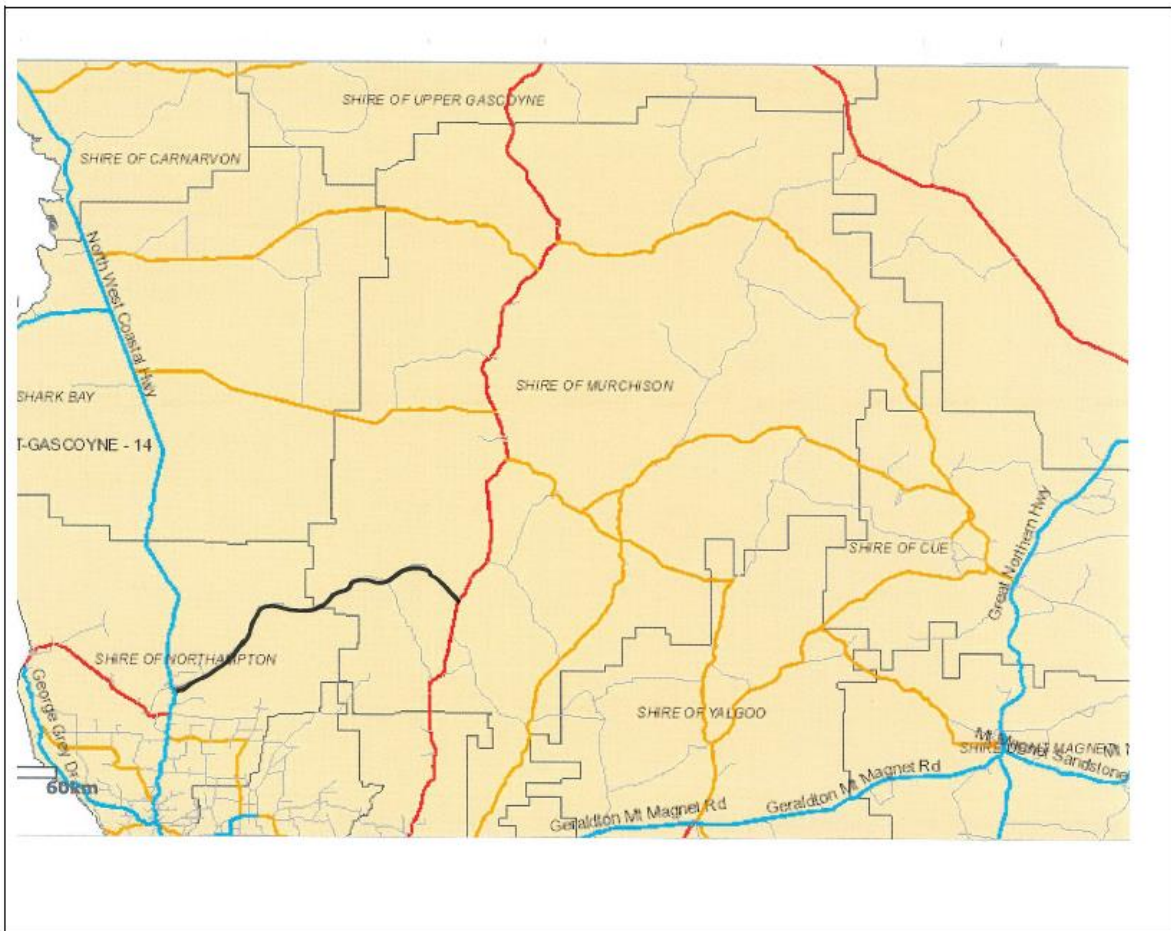 SHIRE OF UPPER GASCOYNE
SHIRE OF CARNARVON
North West Coastal Hwy
SHIRE OF MURCHISON
SHARK BAY
T-GASCOYNE - 14
Great Northern Hwy
SHIRE OF CUE
SHIRE OF NORTHAMPTON
George Grey Dr
SHIRE OF YALGOO
SHIRE
MAGNET
Sandstone
60km
Geraldton Mt Magnet Rd
Geraldton Mt Magnet Rd